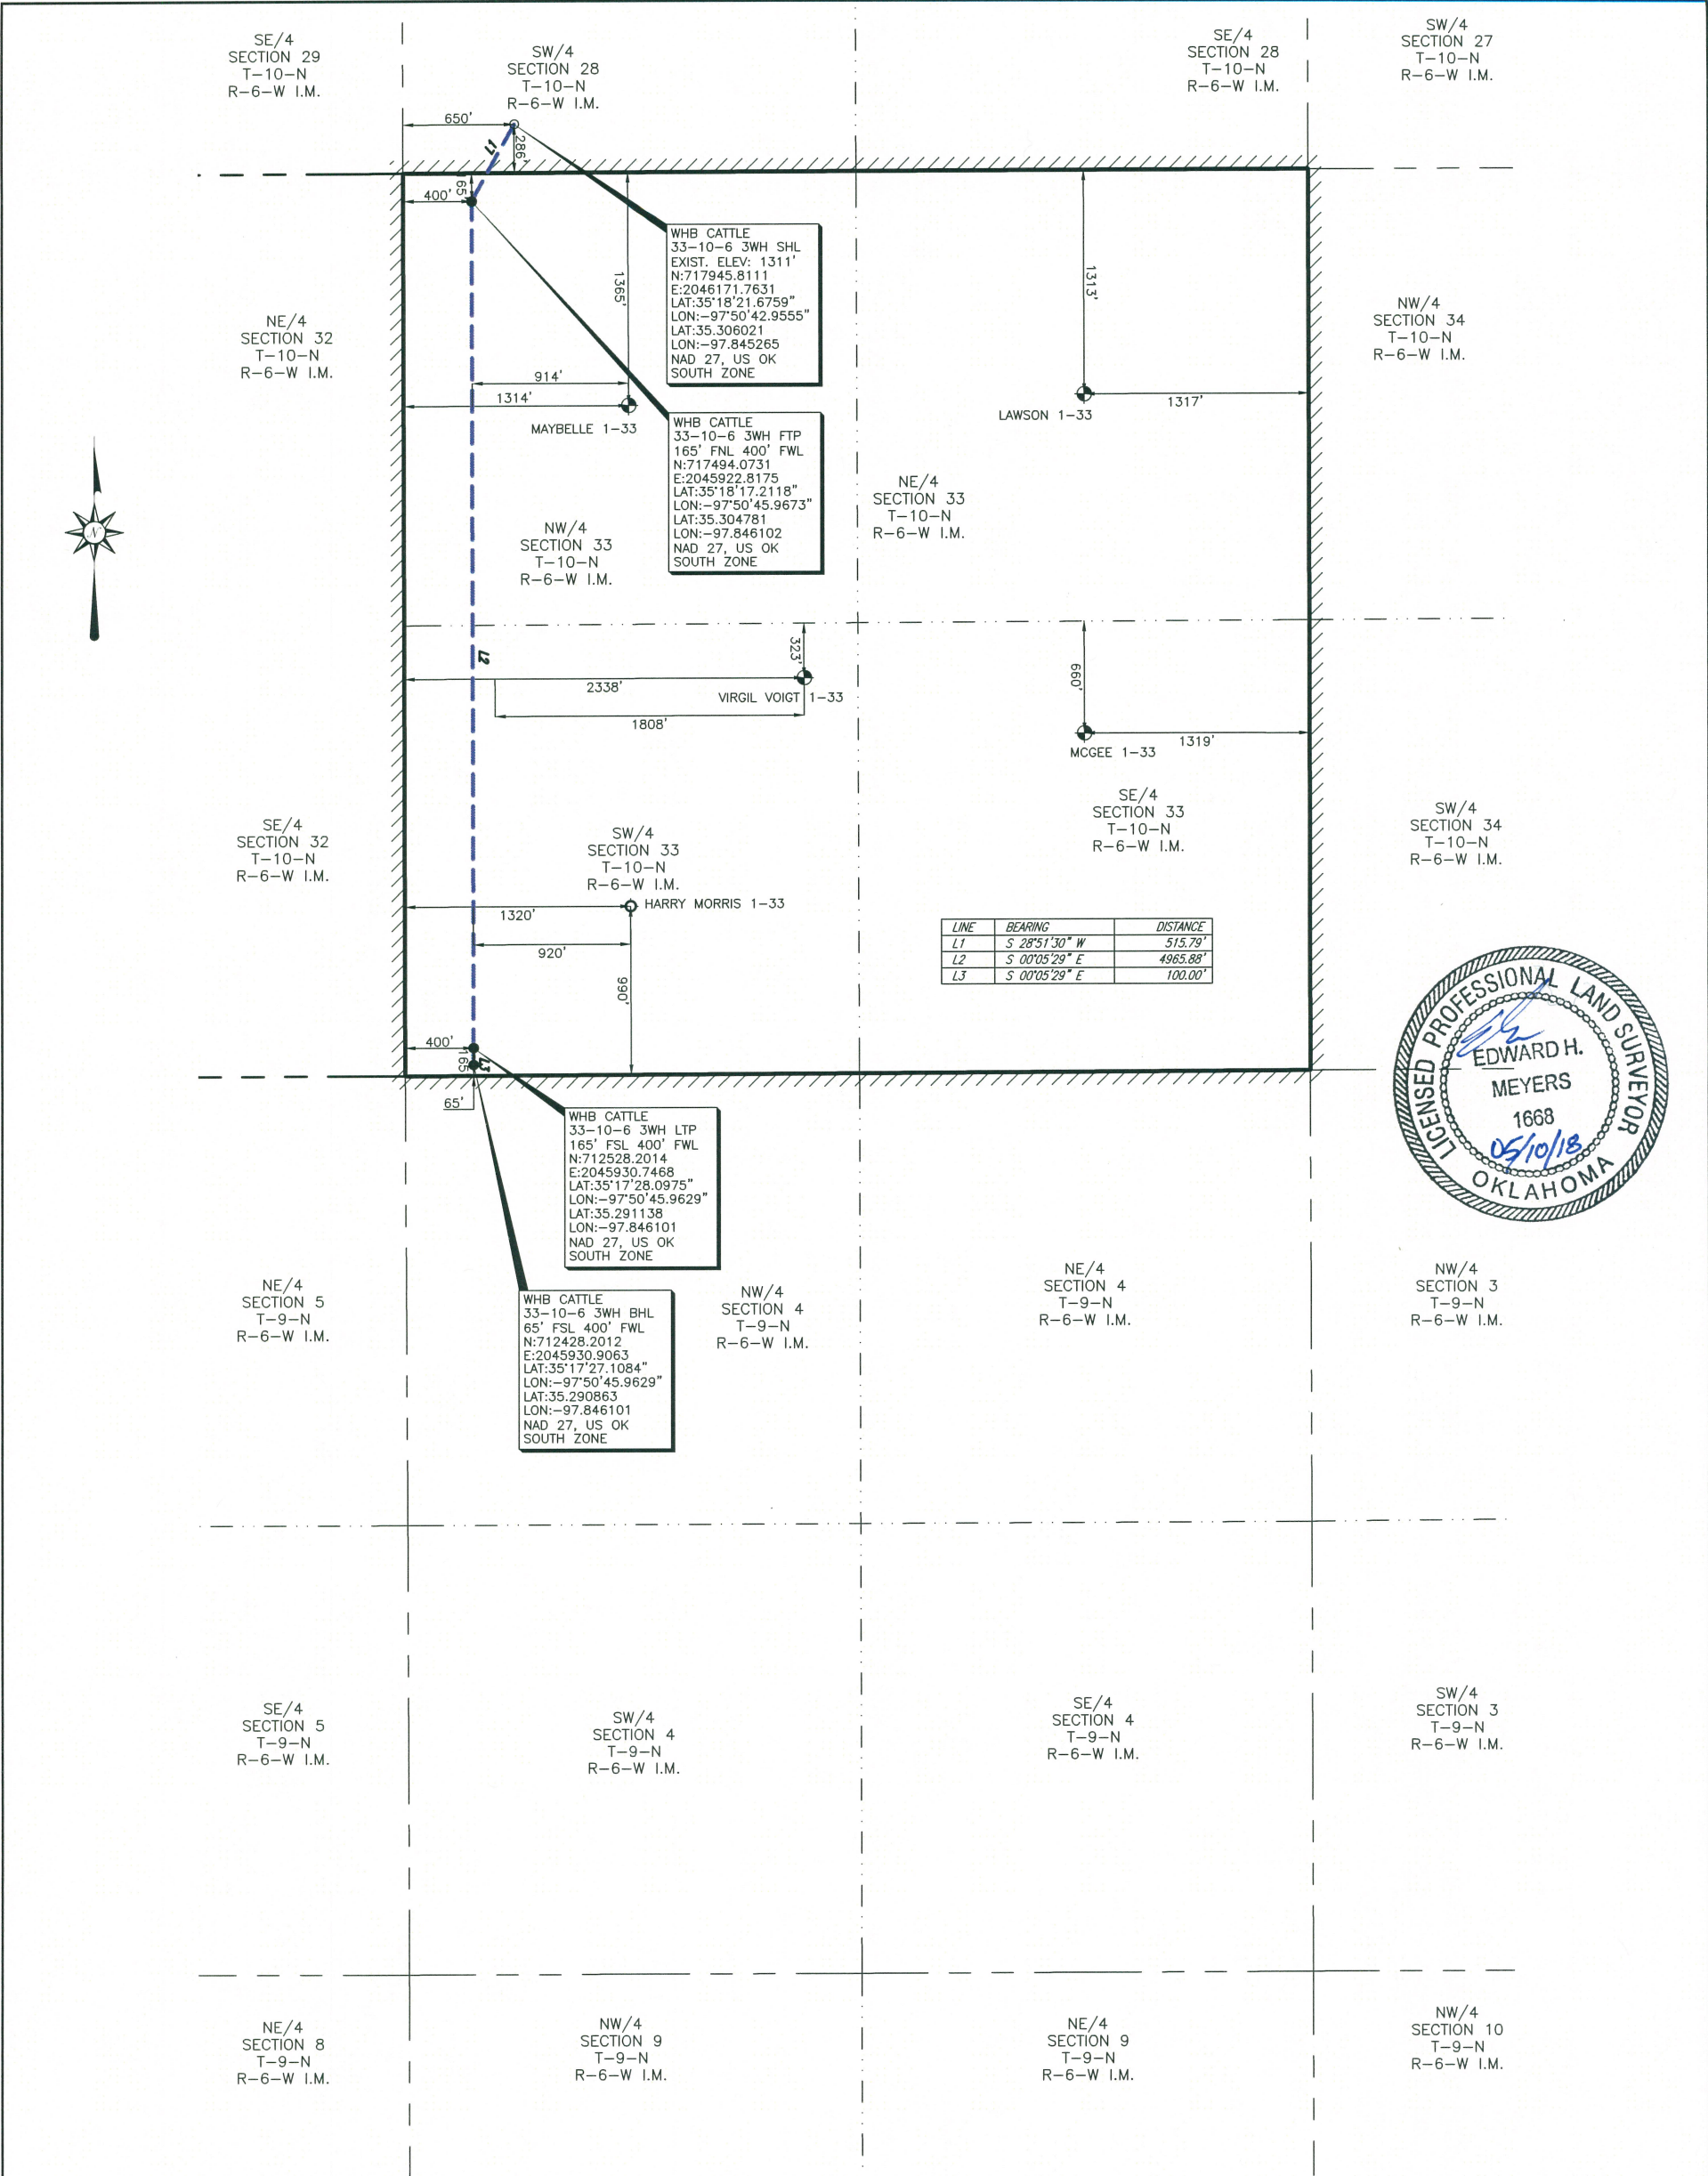 SE/4
SECTION 29
T-10-N
R-6-W I.M.
SW/4
SECTION 28
T-10-N
R-6-W I.M.
SE/4
SECTION 28
T-10-N
R-6-W I.M.
SW/4
SECTION 27
T-10-N
R-6-W I.M.
650'
L1
286'
165'
400'
WHB CATTLE
33-10-6 3WH SHL
EXIST. ELEV: 1311'
N:717945.8111
E:2046171.7631
LAT:35°18'21.6759"
LON:-97°50'42.9555"
LAT:35.306021
LON:-97.845265
NAD 27, US OK
SOUTH ZONE
1365'
1313'
NE/4
SECTION 32
T-10-N
R-6-W I.M.
NW/4
SECTION 34
T-10-N
R-6-W I.M.
914'
1314'
MAYBELLE 1-33
1317'
LAWSON 1-33
WHB CATTLE
33-10-6 3WH FTP
165' FNL 400' FWL
N:717494.0731
E:2045922.8175
LAT:35°18'17.2118"
LON:-97°50'45.9673"
LAT:35.304781
LON:-97.846102
NAD 27, US OK
SOUTH ZONE
N
NW/4
SECTION 33
T-10-N
R-6-W I.M.
NE/4
SECTION 33
T-10-N
R-6-W I.M.
L2
323'
2338'
VIRGIL VOIGT 1-33
1808'
660'
1319'
MCGEE 1-33
SE/4
SECTION 32
T-10-N
R-6-W I.M.
SW/4
SECTION 33
T-10-N
R-6-W I.M.
SE/4
SECTION 33
T-10-N
R-6-W I.M.
SW/4
SECTION 34
T-10-N
R-6-W I.M.
1320'
HARRY MORRIS 1-33
920'
990'
LINE BEARING DISTANCE
L1 S 28°51'30" W 515.79'
L2 S 00°05'29" E 4965.88'
L3 S 00°05'29" E 100.00'
LICENSED PROFESSIONAL LAND SURVEYOR
EDWARD H.
MEYERS
1668
05/10/18
OKLAHOMA
400'
165'
L3
65'
WHB CATTLE
33-10-6 3WH LTP
165' FSL 400' FWL
N:712528.2014
E:2045930.7468
LAT:35°17'28.0975"
LON:-97°50'45.9629"
LAT:35.291138
LON:-97.846101
NAD 27, US OK
SOUTH ZONE
WHB CATTLE
33-10-6 3WH BHL
65' FSL 400' FWL
N:712428.2012
E:2045930.9063
LAT:35°17'27.1084"
LON:-97°50'45.9629"
LAT:35.290863
LON:-97.846101
NAD 27, US OK
SOUTH ZONE
NE/4
SECTION 5
T-9-N
R-6-W I.M.
NW/4
SECTION 4
T-9-N
R-6-W I.M.
NE/4
SECTION 4
T-9-N
R-6-W I.M.
NW/4
SECTION 3
T-9-N
R-6-W I.M.
SE/4
SECTION 5
T-9-N
R-6-W I.M.
SW/4
SECTION 4
T-9-N
R-6-W I.M.
SE/4
SECTION 4
T-9-N
R-6-W I.M.
SW/4
SECTION 3
T-9-N
R-6-W I.M.
NE/4
SECTION 8
T-9-N
R-6-W I.M.
NW/4
SECTION 9
T-9-N
R-6-W I.M.
NE/4
SECTION 9
T-9-N
R-6-W I.M.
NW/4
SECTION 10
T-9-N
R-6-W I.M.